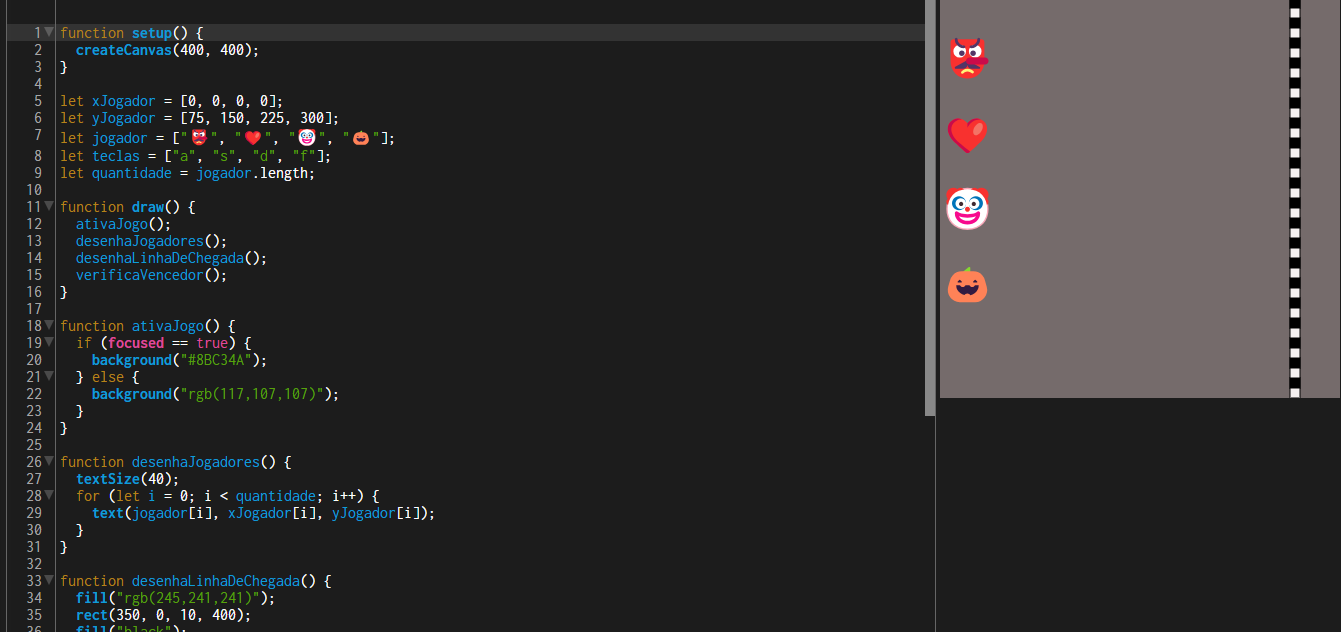 1 function setup() {
2 createCanvas(400, 400);
3 }
4
5 let xJogador = [0, 0, 0, 0];
6 let yJogador = [75, 150, 225, 300];
7 let jogador = ["👺", "❤️", "🤡", "🎃"];
8 let teclas = ["a", "s", "d", "f"];
9 let quantidade = jogador.length;
10
11 function draw() {
12 ativaJogo();
13 desenhaJogadores();
14 desenhaLinhaDeChegada();
15 verificaVencedor();
16 }
17
18 function ativaJogo() {
19 if (focused == true) {
20 background("#8BC34A");
21 } else {
22 background("rgb(117,107,107)");
23 }
24 }
25
26 function desenhaJogadores() {
27 textSize(40);
28 for (let i = 0; i < quantidade; i++) {
29 text(jogador[i], xJogador[i], yJogador[i]);
30 }
31 }
32
33 function desenhaLinhaDeChegada() {
34 fill("rgb(245,241,241)");
35 rect(350, 0, 10, 400);
36 fill("black");